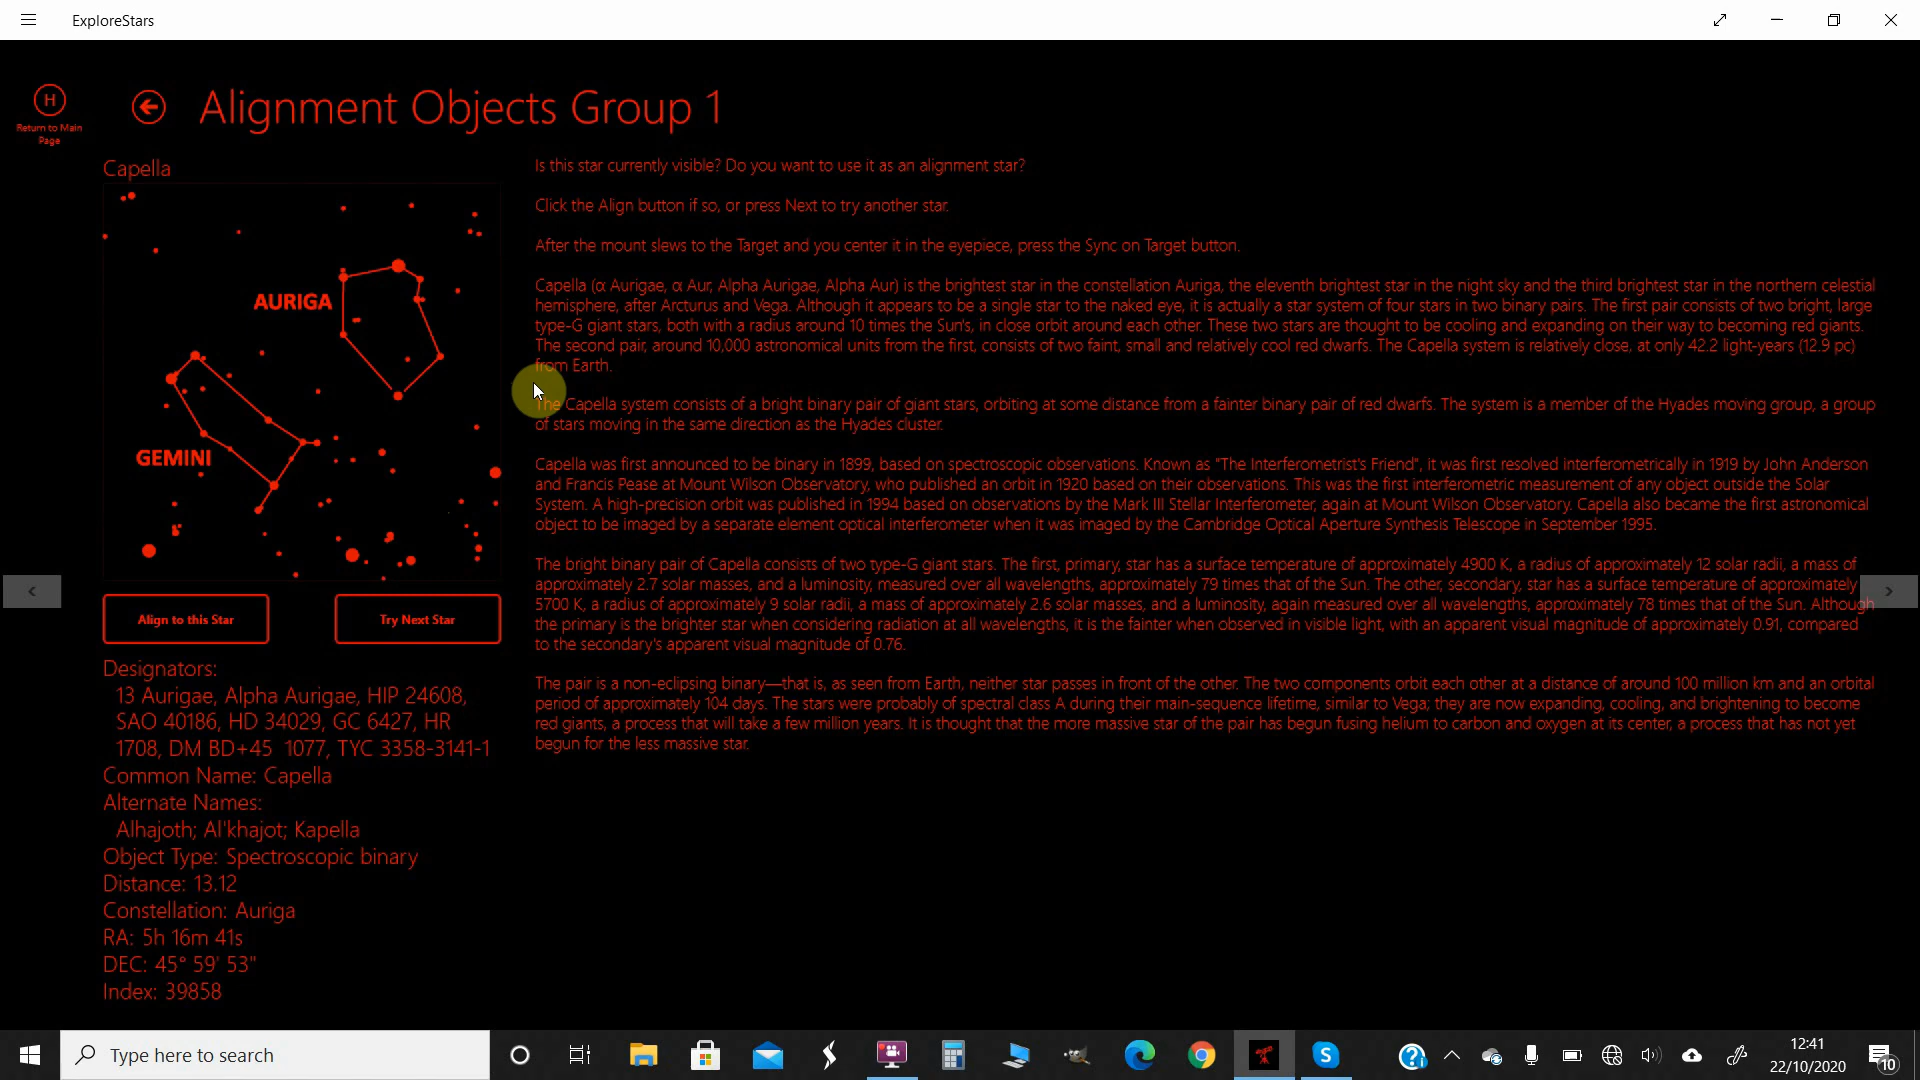 ExploreStars
H
Return to Main
Page
Alignment Objects Group 1
Capella
AURIGA
GEMINI
Align to this Star
Try Next Star
Designators:
13 Aurigae, Alpha Aurigae, HIP 24608,
SAO 40186, HD 34029, GC 6427, HR
1708, DM BD+45 1077, TYC 3358-3141-1
Common Name: Capella
Alternate Names:
Alhajoth; Al'khajot; Kapella
Object Type: Spectroscopic binary
Distance: 13.12
Constellation: Auriga
RA: 5h 16m 41s
DEC: 45° 59' 53"
Index: 39858
Is this star currently visible? Do you want to use it as an alignment star?
Click the Align button if so, or press Next to try another star.
After the mount slews to the Target and you center it in the eyepiece, press the Sync on Target button.
Capella (α Aurigae, α Aur, Alpha Aurigae, Alpha Aur) is the brightest star in the constellation Auriga, the eleventh brightest star in the night sky and the third brightest star in the northern celestial
hemisphere, after Arcturus and Vega. Although it appears to be a single star to the naked eye, it is actually a star system of four stars in two binary pairs. The first pair consists of two bright, large
type-G giant stars, both with a radius around 10 times the Sun's, in close orbit around each other. These two stars are thought to be cooling and expanding on their way to becoming red giants.
The second pair, around 10,000 astronomical units from the first, consists of two faint, small and relatively cool red dwarfs. The Capella system is relatively close, at only 42.2 light-years (12.9 pc)
from Earth.
The Capella system consists of a bright binary pair of giant stars, orbiting at some distance from a fainter binary pair of red dwarfs. The system is a member of the Hyades moving group, a group
of stars moving in the same direction as the Hyades cluster.
Capella was first announced to be binary in 1899, based on spectroscopic observations. Known as "The Interferometrist's Friend", it was first resolved interferometrically in 1919 by John Anderson
and Francis Pease at Mount Wilson Observatory, who published an orbit in 1920 based on their observations. This was the first interferometric measurement of any object outside the Solar
System. A high-precision orbit was published in 1994 based on observations by the Mark III Stellar Interferometer, again at Mount Wilson Observatory. Capella also became the first astronomical
object to be imaged by a separate element optical interferometer when it was imaged by the Cambridge Optical Aperture Synthesis Telescope in September 1995.
The bright binary pair of Capella consists of two type-G giant stars. The first, primary, star has a surface temperature of approximately 4900 K, a radius of approximately 12 solar radii, a mass of
approximately 2.7 solar masses, and a luminosity, measured over all wavelengths, approximately 79 times that of the Sun. The other, secondary, star has a surface temperature of approximately
5700 K, a radius of approximately 9 solar radii, a mass of approximately 2.6 solar masses, and a luminosity, again measured over all wavelengths, approximately 78 times that of the Sun. Although
the primary is the brighter star when considering radiation at all wavelengths, it is the fainter when observed in visible light, with an apparent visual magnitude of approximately 0.91, compared
to the secondary's apparent visual magnitude of 0.76.
The pair is a non-eclipsing binary—that is, as seen from Earth, neither star passes in front of the other. The two components orbit each other at a distance of around 100 million km and an orbital
period of approximately 104 days. The stars were probably of spectral class A during their main-sequence lifetime, similar to Vega; they are now expanding, cooling, and brightening to become
red giants, a process that will take a few million years. It is thought that the more massive star of the pair has begun fusing helium to carbon and oxygen at its center, a process that has not yet
begun for the less massive star.
Type here to search
12:41
22/10/2020
10